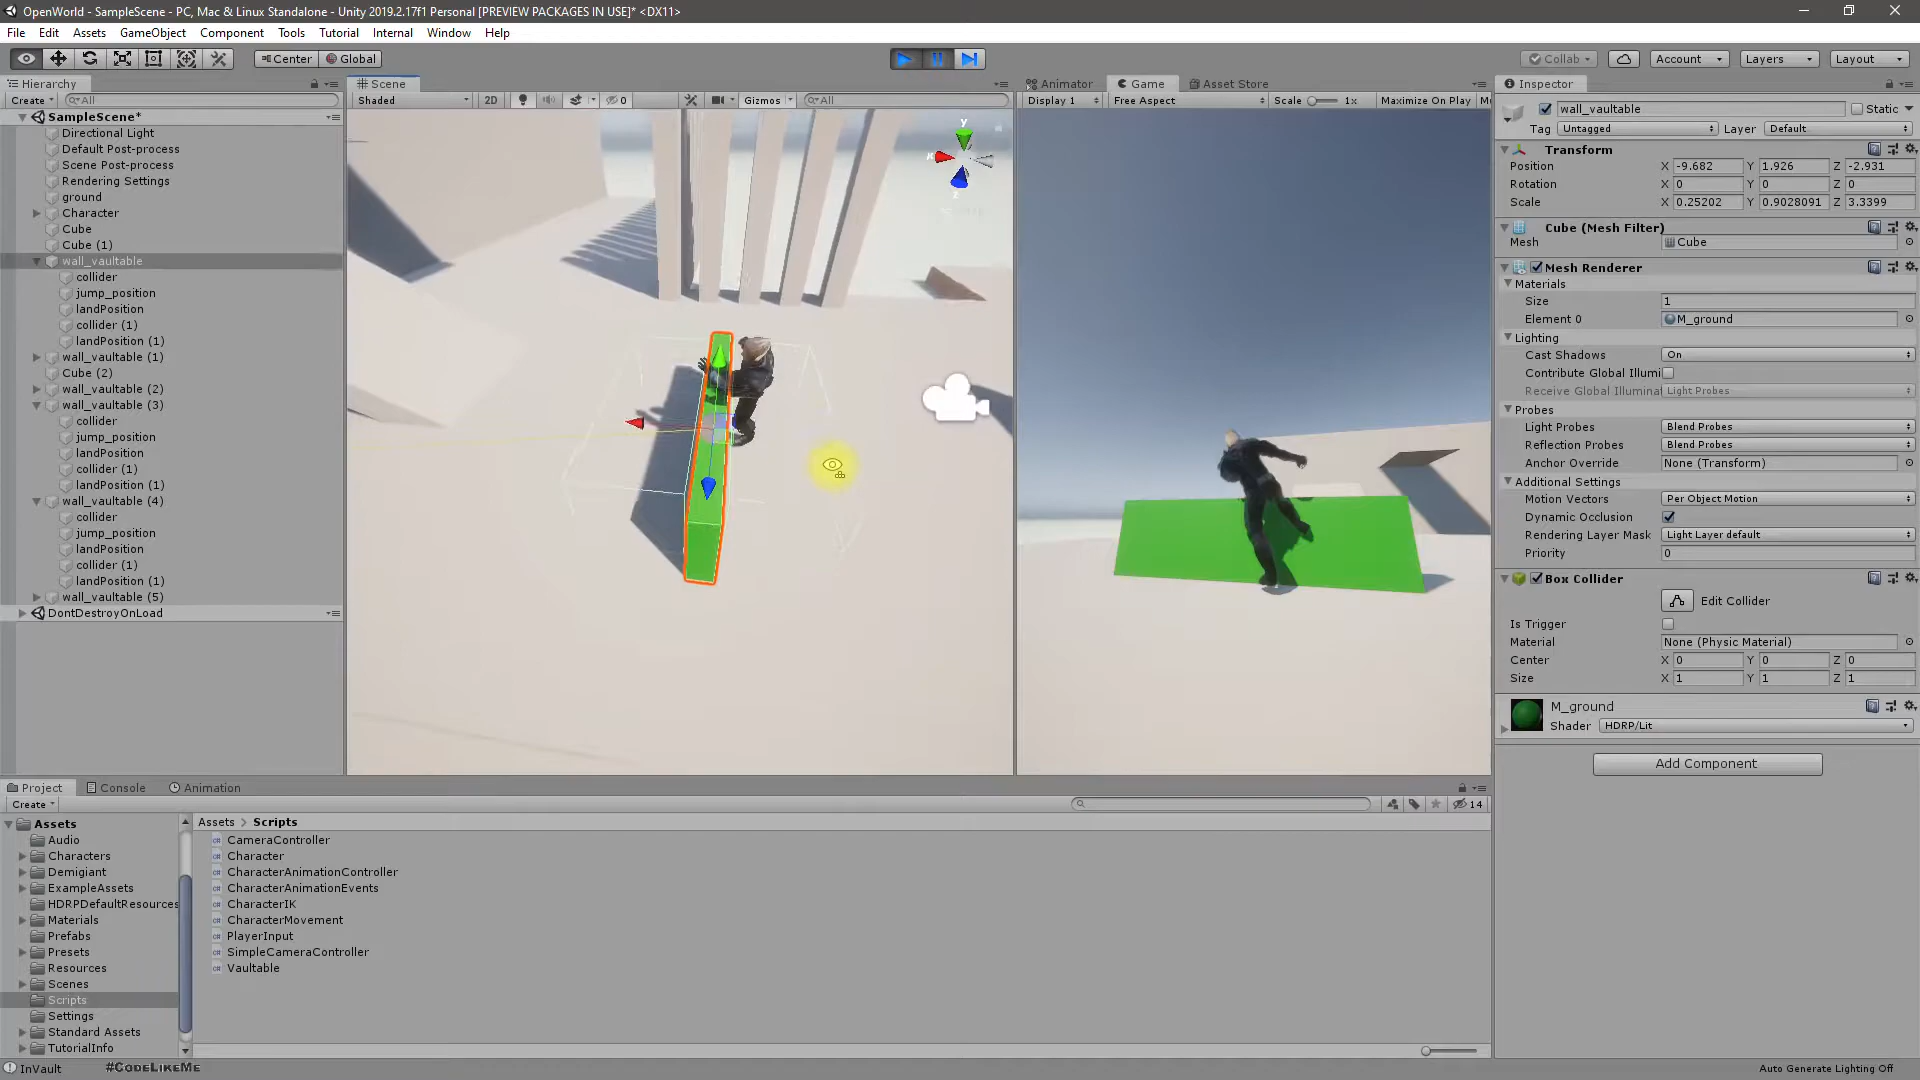 OpenWorld - SampleScene - PC, Mac & Linux Standalone - Unity 2019.2.17f1 Personal [PREVIEW PACKAGES IN USE]* <DX11>
File Edit Assets GameObject Component Tools Tutorial Internal Window Help
Center Global Collab Account Layers Layout
Hierarchy
Create All
SampleScene*
Directional Light
Default Post-process
Scene Post-process
Rendering Settings
ground
Character
Cube
Cube (1)
wall_vaultable
collider
jump_position
landPosition
collider (1)
landPosition (1)
wall_vaultable (1)
Cube (2)
wall_vaultable (2)
wall_vaultable (3)
collider
jump_position
landPosition
collider (1)
landPosition (1)
wall_vaultable (4)
collider
jump_position
landPosition
collider (1)
landPosition (1)
wall_vaultable (5)
DontDestroyOnLoad
Scene
Shaded 2D 0 Gizmos All
y
Animator Game Asset Store
Display 1 Free Aspect Scale 1x Maximize On Play
Inspector
wall_vaultable Static
Tag Untagged Layer Default
Transform
Position X -9.682 Y 1.926 Z -2.931
Rotation X 0 Y 0 Z 0
Scale X 0.25202 Y 0.9028091 Z 3.3399
Cube (Mesh Filter)
Mesh Cube
Mesh Renderer
Materials
Size 1
Element 0 M_ground
Lighting
Cast Shadows On
Contribute Global Illumi
Receive Global Illuminat Light Probes
Probes
Light Probes Blend Probes
Reflection Probes Blend Probes
Anchor Override None (Transform)
Additional Settings
Motion Vectors Per Object Motion
Dynamic Occlusion
Rendering Layer Mask Light Layer default
Priority 0
Box Collider
Edit Collider
Is Trigger
Material None (Physic Material)
Center X 0 Y 0 Z 0
Size X 1 Y 1 Z 1
M_ground
Shader HDRP/Lit
Add Component
Project Console Animation
Create 14
Assets
Audio
Characters
Demigiant
ExampleAssets
HDRPDefaultResources
Materials
Prefabs
Presets
Resources
Scenes
Scripts
Settings
Standard Assets
TutorialInfo
Assets > Scripts
CameraController
Character
CharacterAnimationController
CharacterAnimationEvents
CharacterIK
CharacterMovement
PlayerInput
SimpleCameraController
Vaultable
InVault #CodeLikeMe
Auto Generate Lighting Off